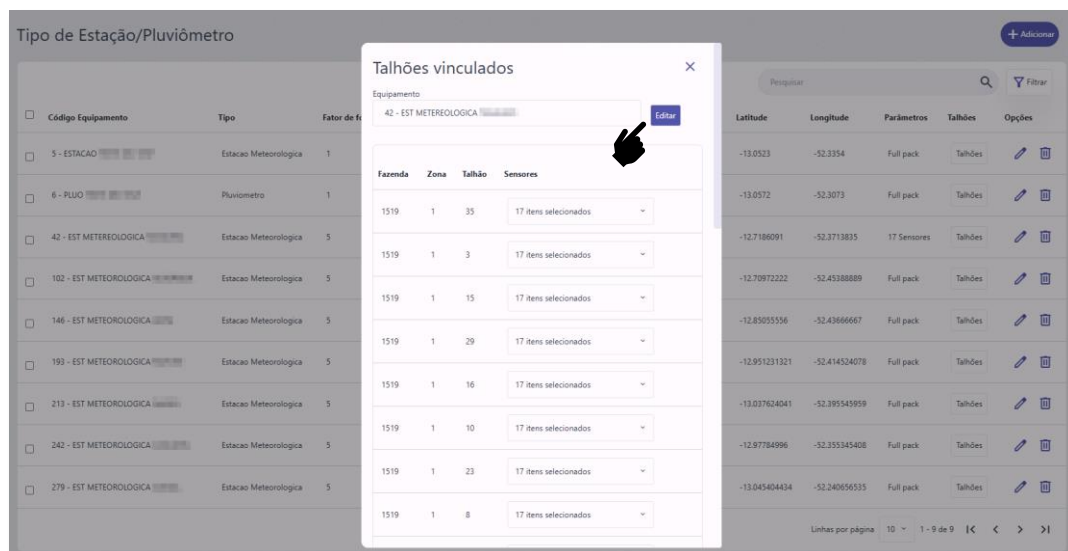 Tipo de Estação/Pluviômetro
+ Adicionar
Talhões vinculados
Equipamento
42 - EST METEREOLOGICA
Editar
Pesquisar
Filtrar
Código Equipamento Tipo Fator de Latitude Longitude Parâmetros Talhões Opções
5 - ESTACAO Estacao Meteorologica 1 -13.0523 -52.3354 Full pack Talhões
6 - PLUO Pluviometro 1 -13.0572 -52.3073 Full pack Talhões
42 - EST METEREOLOGICA Estacao Meteorologica 5 -12.7186091 -52.3713835 17 Sensores Talhões
102 - EST METEOROLOGICA Estacao Meteorologica 5 -12.70972222 -52.45388889 Full pack Talhões
146 - EST METEOROLOGICA Estacao Meteorologica 5 -12.85055556 -52.43666667 Full pack Talhões
193 - EST METEOROLOGICA Estacao Meteorologica 5 -12.951231321 -52.414524078 Full pack Talhões
213 - EST METEOROLOGICA Estacao Meteorologica 5 -13.037624041 -52.395545959 Full pack Talhões
242 - EST METEOROLOGICA Estacao Meteorologica 5 -12.97784996 -52.355345408 Full pack Talhões
279 - EST METEOROLOGICA Estacao Meteorologica 5 -13.045404434 -52.240656535 Full pack Talhões
Fazenda Zona Talhão Sensores
1519 1 35 17 itens selecionados
1519 1 3 17 itens selecionados
1519 1 15 17 itens selecionados
1519 1 29 17 itens selecionados
1519 1 16 17 itens selecionados
1519 1 10 17 itens selecionados
1519 1 23 17 itens selecionados
1519 1 8 17 itens selecionados
Linhas por página 10 1 - 9 de 9